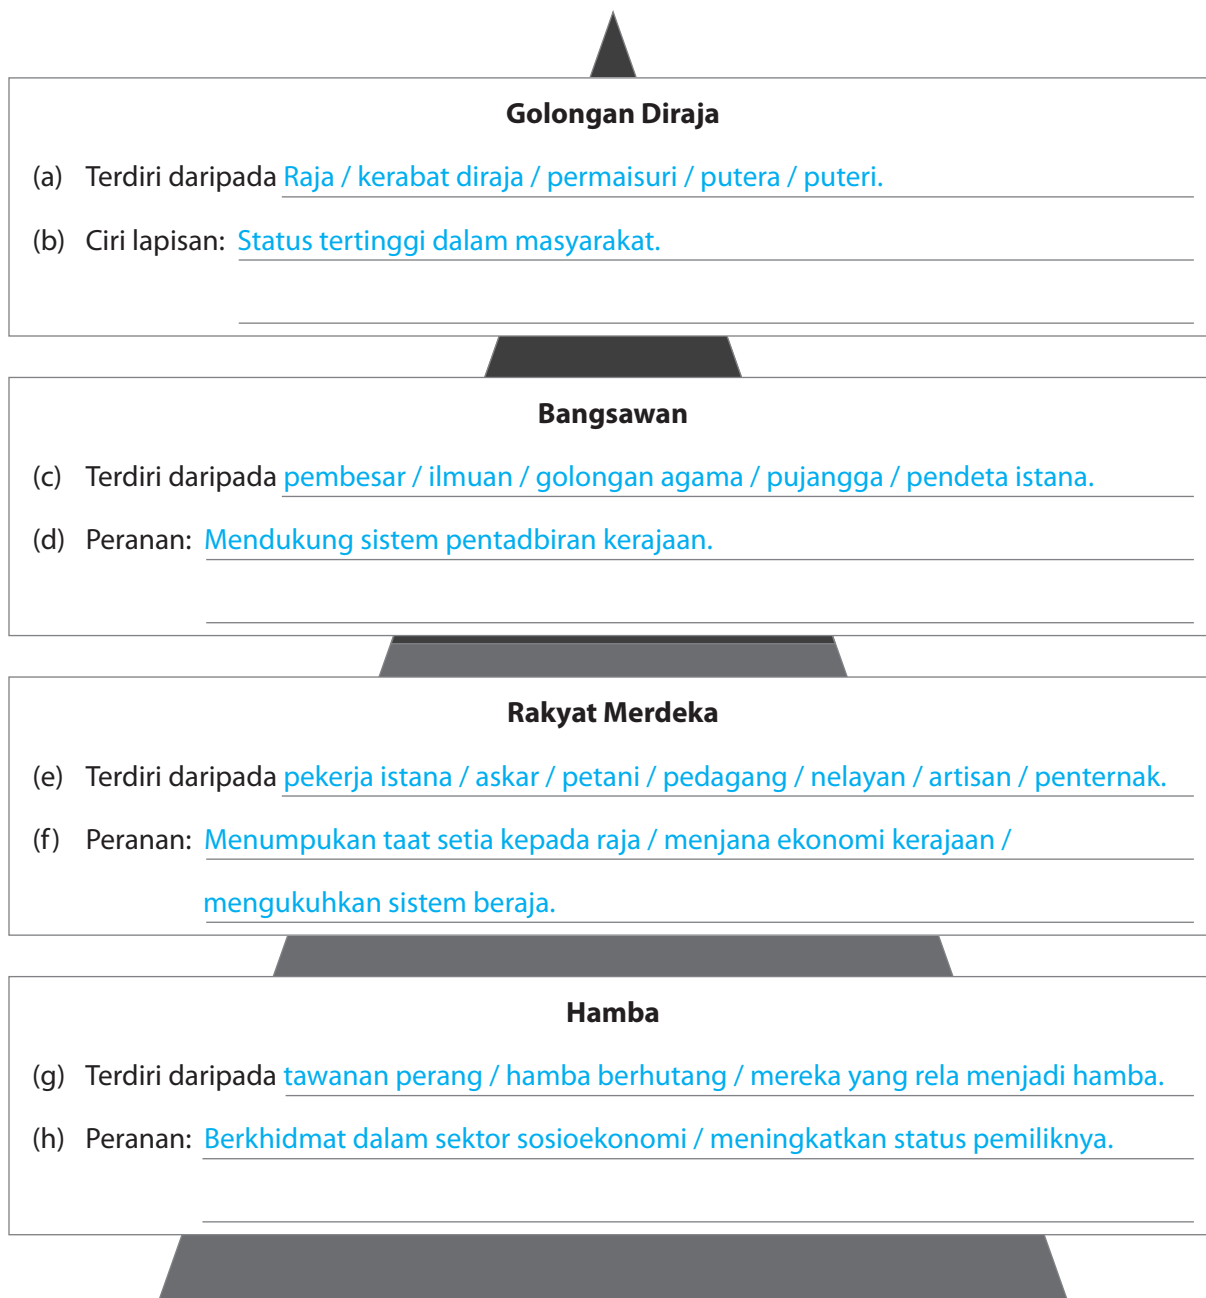 Golongan Diraja
(a) Terdiri daripada Raja / kerabat diraja / permaisuri / putera / puteri.
(b) Ciri lapisan: Status tertinggi dalam masyarakat.
Bangsawan
(c) Terdiri daripada pembesar / ilmuan / golongan agama / pujangga / pendeta istana.
(d) Peranan: Mendukung sistem pentadbiran kerajaan.
Rakyat Merdeka
(e) Terdiri daripada pekerja istana / askar / petani / pedagang / nelayan / artisan / penternak.
(f) Peranan: Menumpukan taat setia kepada raja / menjana ekonomi kerajaan /
mengukuhkan sistem beraja.
Hamba
(g) Terdiri daripada tawanan perang / hamba berhutang / mereka yang rela menjadi hamba.
(h) Peranan: Berkhidmat dalam sektor sosioekonomi / meningkatkan status pemiliknya.